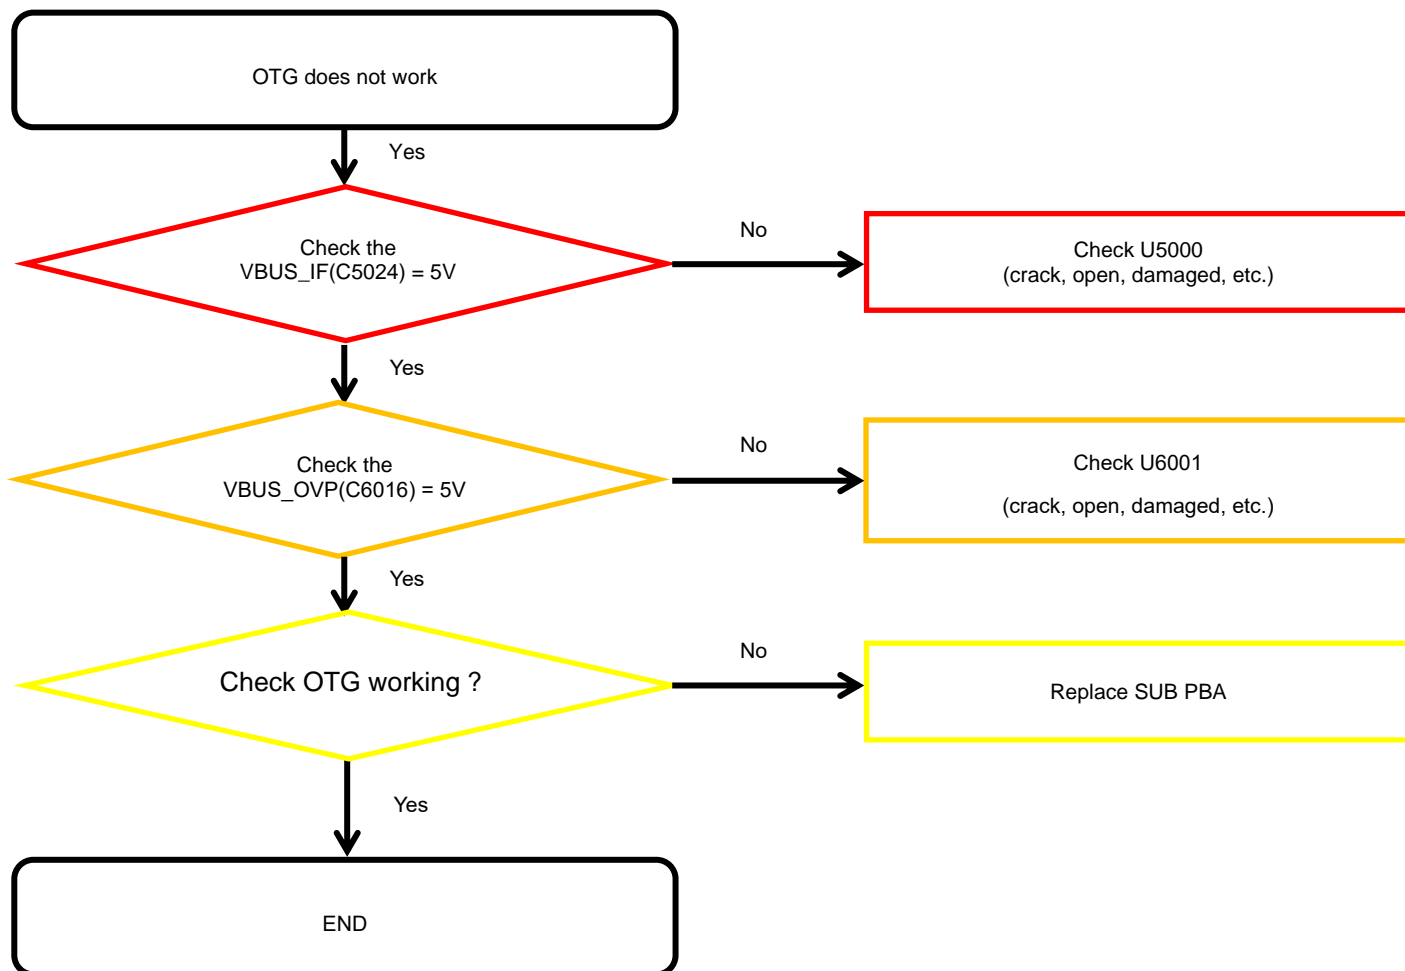 OTG does not work
Yes
Check the
VBUS_IF(C5024) = 5V
No
Check U5000
(crack, open, damaged, etc.)
Yes
Check the
VBUS_OVP(C6016) = 5V
No
Check U6001
(crack, open, damaged, etc.)
Yes
Check OTG working ?
No
Replace SUB PBA
Yes
END